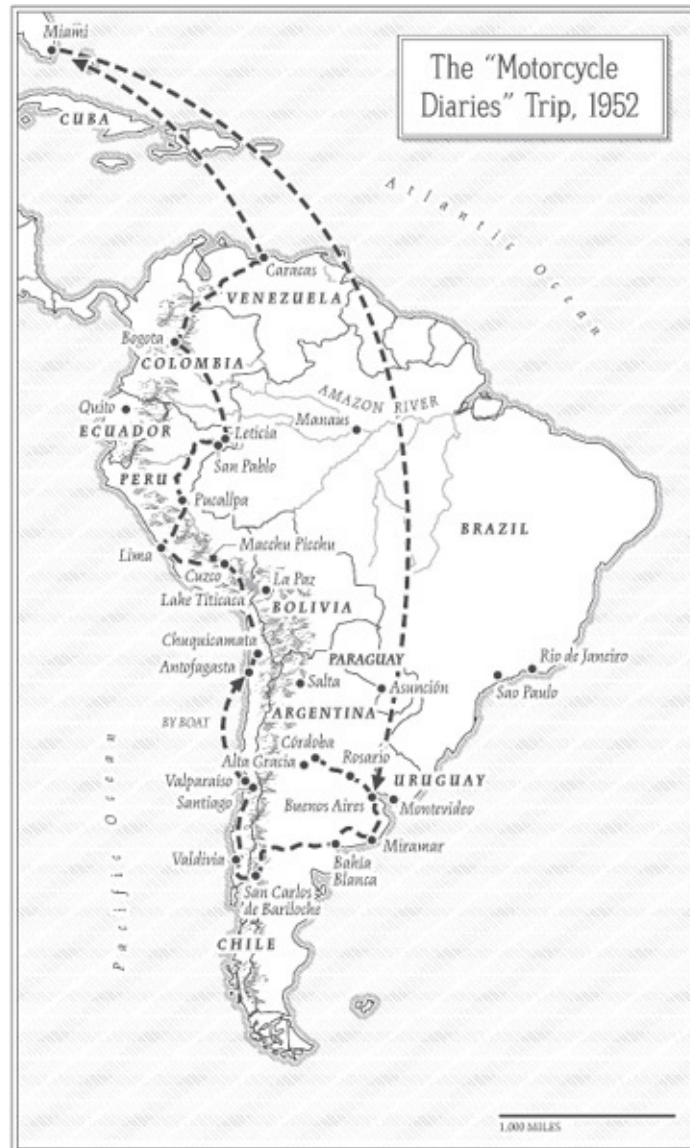 Miami
The “Motorcycle
Diaries” Trip, 1952
CUBA
Atlantic Ocean
Caracas
VENEZUELA
Bogota
COLOMBIA
AMAZON RIVER
Quito
Manaus
ECUADOR
Leticia
San Pablo
PERU
Pucallpa
BRAZIL
Lima
Macchu Picchu
Cuzco
La Paz
Lake Titicaca
BOLIVIA
Chuquicamata
PARAGUAY
Rio de Janeiro
Antofagasta
Salta
Asunción
Sao Paulo
ARGENTINA
BY BOAT
Córdoba
Alta Gracia
Rosario
Pacific Ocean
Valparaíso
URUGUAY
Santiago
Buenos Aires
Montevideo
Valdivia
Miramar
Bahía
Blanca
San Carlos
de Bariloche
CHILE
1,000 MILES